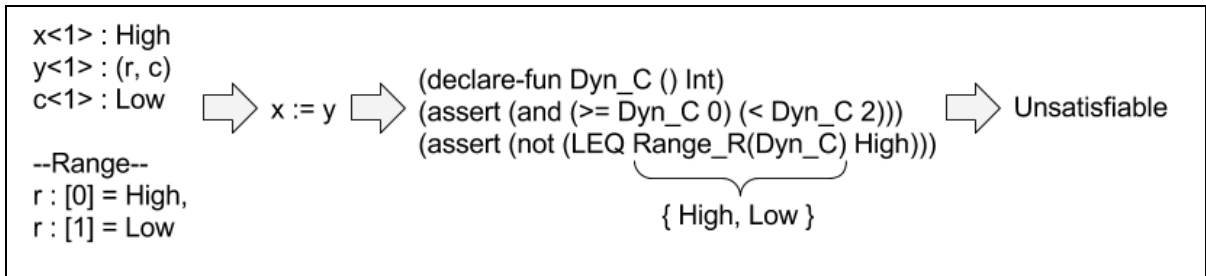 x<1> : High
y<1> : (r, c)
c<1> : Low
--Range--
r : [0] = High,
r : [1] = Low
x := y
(declare-fun Dyn_C () Int)
(assert (and (>= Dyn_C 0) (< Dyn_C 2)))
(assert (not (LEQ Range_R(Dyn_C) High)))
{ High, Low }
Unsatisfiable